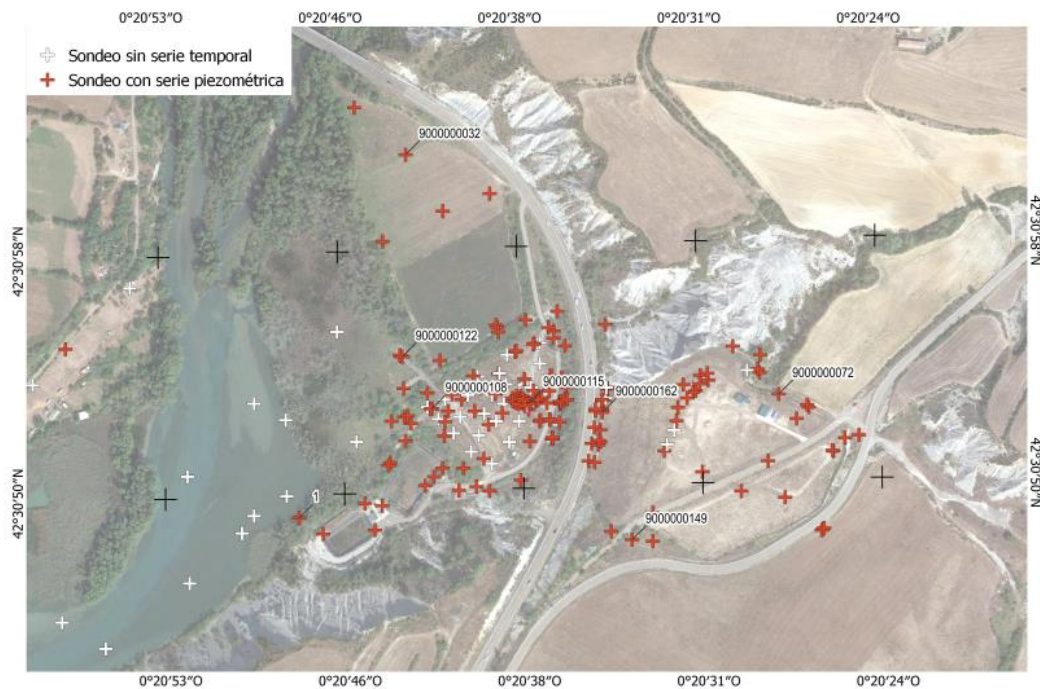 0°20′53″O 0°20′46″O 0°20′38″O 0°20′31″O 0°20′24″O
Sondeo sin serie temporal
Sondeo con serie piezométrica
9000000032
42°30′58″N
42°30′58″N
9000000122
9000000108
9000000115
9000000162
9000000072
42°30′50″N
42°30′50″N
1
9000000149
0°20′53″O 0°20′46″O 0°20′38″O 0°20′31″O 0°20′24″O